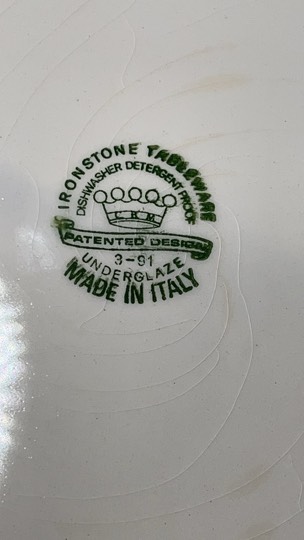 IRONSTONE TABLEWARE
DISHWASHER DETERGENT PROOF
PATENTED DESIGN
3-91
UNDERGLAZE
MADE IN ITALY